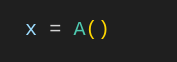 x = A()